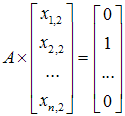 A × [x₁,₂] = [0]
[x₂,₂] [1]
[...] [...]
[xₙ,₂] [0]